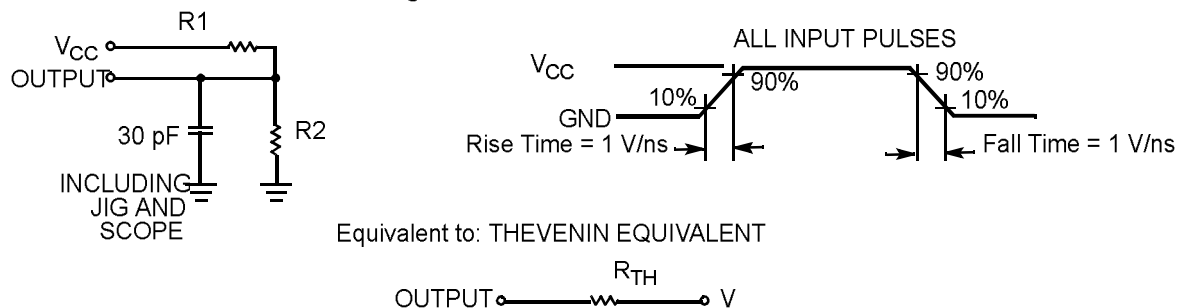 R1
VCC
OUTPUT
30 pF
R2
INCLUDING
JIG AND
SCOPE
ALL INPUT PULSES
VCC
90%
90%
10%
10%
GND
Rise Time = 1 V/ns
Fall Time = 1 V/ns
Equivalent to: THEVENIN EQUIVALENT
RTH
OUTPUT
V